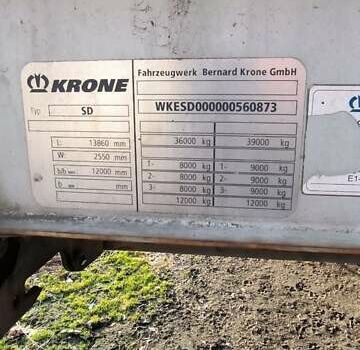 KRONE
Fahrzeugwerk Bernard Krone GmbH
Typ SD
WKESD000000560873
L: 13860 mm 36000 kg 39000 kg
W: 2550 mm
b/b 12000 mm 1- 8000 kg 1- 9000 kg
b mm 2- 8000 kg 2- 9000 kg
3- 8000 kg 3- 9000 kg
12000 kg 12000 kg
E1-